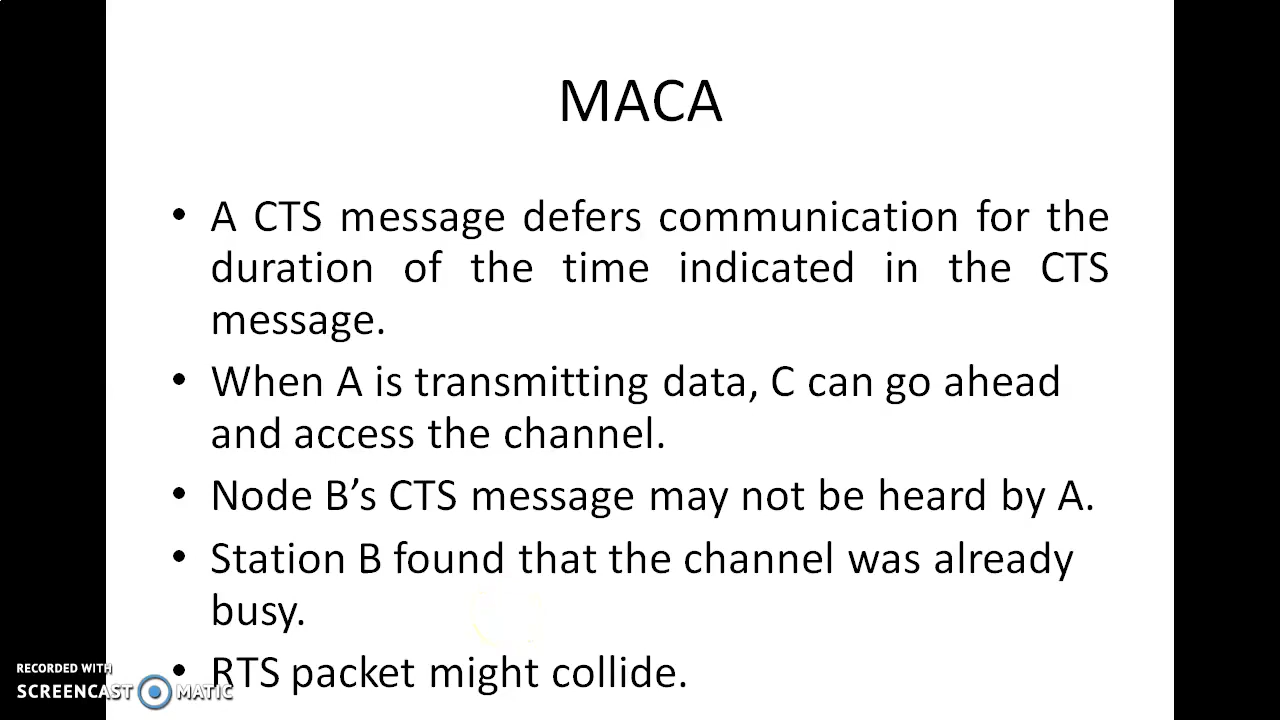 MACA
• A CTS message defers communication for the
duration of the time indicated in the CTS
message.
• When A is transmitting data, C can go ahead
and access the channel.
• Node B’s CTS message may not be heard by A.
• Station B found that the channel was already
busy.
• RTS packet might collide.
RECORDED WITH
SCREENCAST MATIC